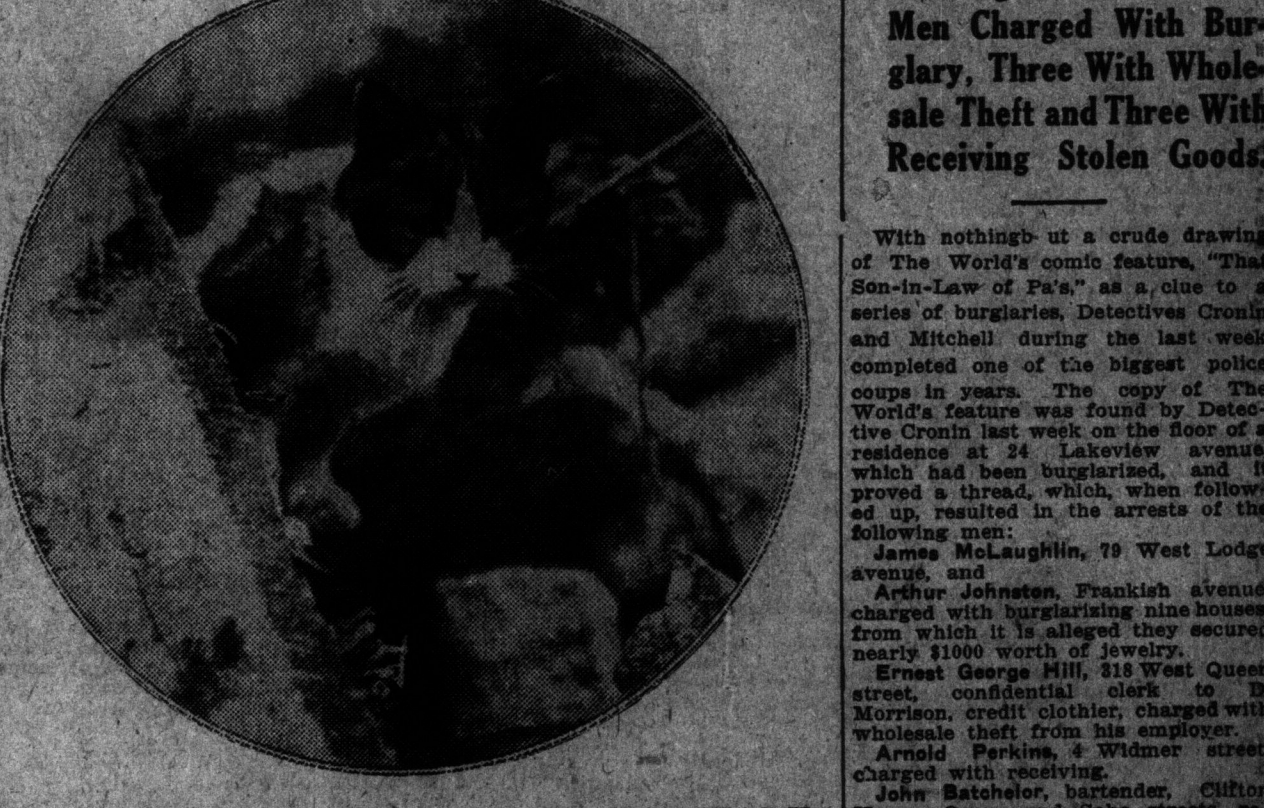 Men Charged With Bur-
glary, Three With Whole-
sale Theft and Three With
Receiving Stolen Goods.
With nothingb- ut a crude drawing
of The World's comic feature, "That
Son-in-Law of Pa's," as a clue to a
series of burglaries, Detectives Cronin
and Mitchell during the last week
completed one of the biggest police
coups in years. The copy of The
World's feature was found by Detec-
tive Cronin last week on the floor of a
residence at 24 Lakeview avenue
which had been burglarized, and it
proved a thread, which, when follow-
ed up, resulted in the arrests of the
following men:
James McLaughlin, 79 West Lodge
avenue, and
Arthur Johnston, Frankish avenue
charged with burglarizing nine houses
from which it is alleged they secured
nearly $1000 worth of jewelry.
Ernest George Hill, 318 West Queen
street, confidential clerk to D
Morrison, credit clothier, charged with
wholesale theft from his employer.
Arnold Perkins, 4 Widmer street
charged with receiving.
John Batchelor, bartender, Clifton